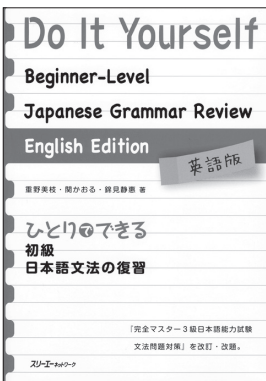 Do It Yourself
Beginner-Level
Japanese Grammar Review
English Edition
英語版
重野美枝・関かおる・錦見静恵 著
ひとりでできる
初級
日本語文法の復習
『完全マスター3級日本語能力試験
文法問題対策』を改訂・改題。
スリーエーネットワーク